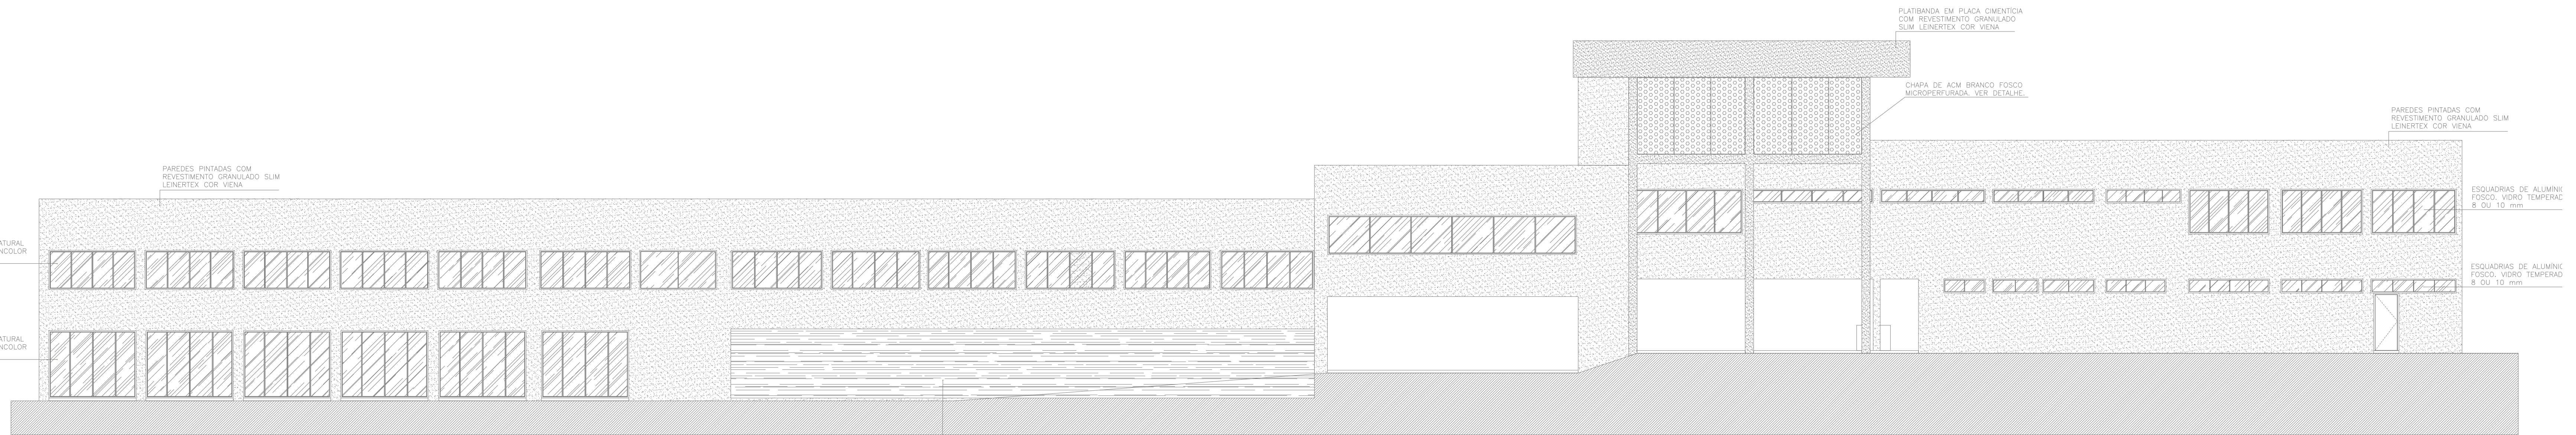 PLATIBANDA EM PLACA CIMENTÍCIA
COM REVESTIMENTO GRANULADO
SLIM LEINERTEX COR VIENA
CHAPA DE ACM BRANCO FOSCO
MICROPERFURADA. VER DETALHE.
PAREDES PINTADAS COM
REVESTIMENTO GRANULADO SLIM
LEINERTEX COR VIENA
PAREDES PINTADAS COM
REVESTIMENTO GRANULADO SLIM
LEINERTEX COR VIENA
ESQUADRIAS DE ALUMÍNIO
FOSCO. VIDRO TEMPERAD
8 OU 10 mm
ATURAL
NCOLOR
ESQUADRIAS DE ALUMÍNIO
FOSCO. VIDRO TEMPERAD
8 OU 10 mm
ATURAL
NCOLOR